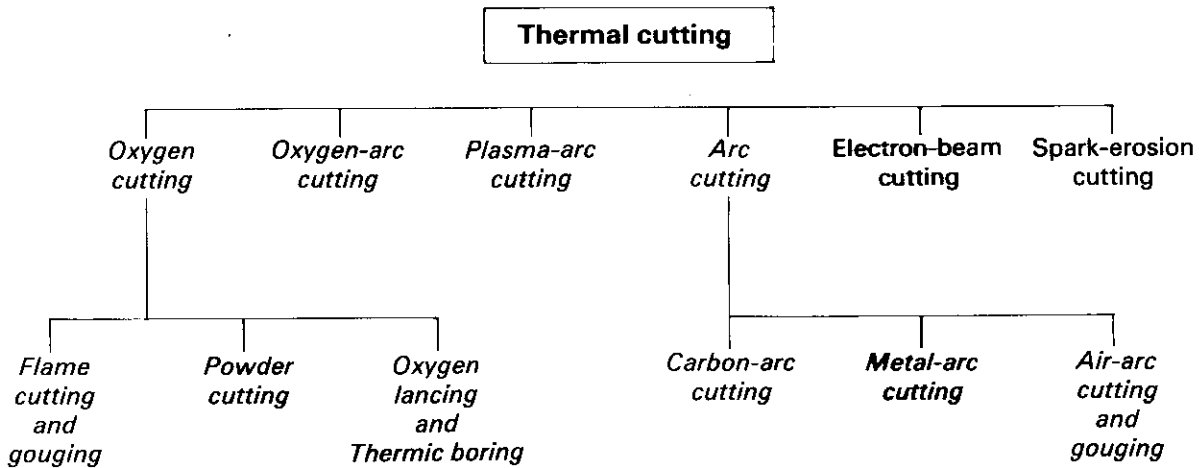 Thermal cutting
Oxygen
cutting
Oxygen-arc
cutting
Plasma-arc
cutting
Arc
cutting
Electron-beam
cutting
Spark-erosion
cutting
Flame
cutting
and
gouging
Powder
cutting
Oxygen
lancing
and
Thermic boring
Carbon-arc
cutting
Metal-arc
cutting
Air-arc
cutting
and
gouging